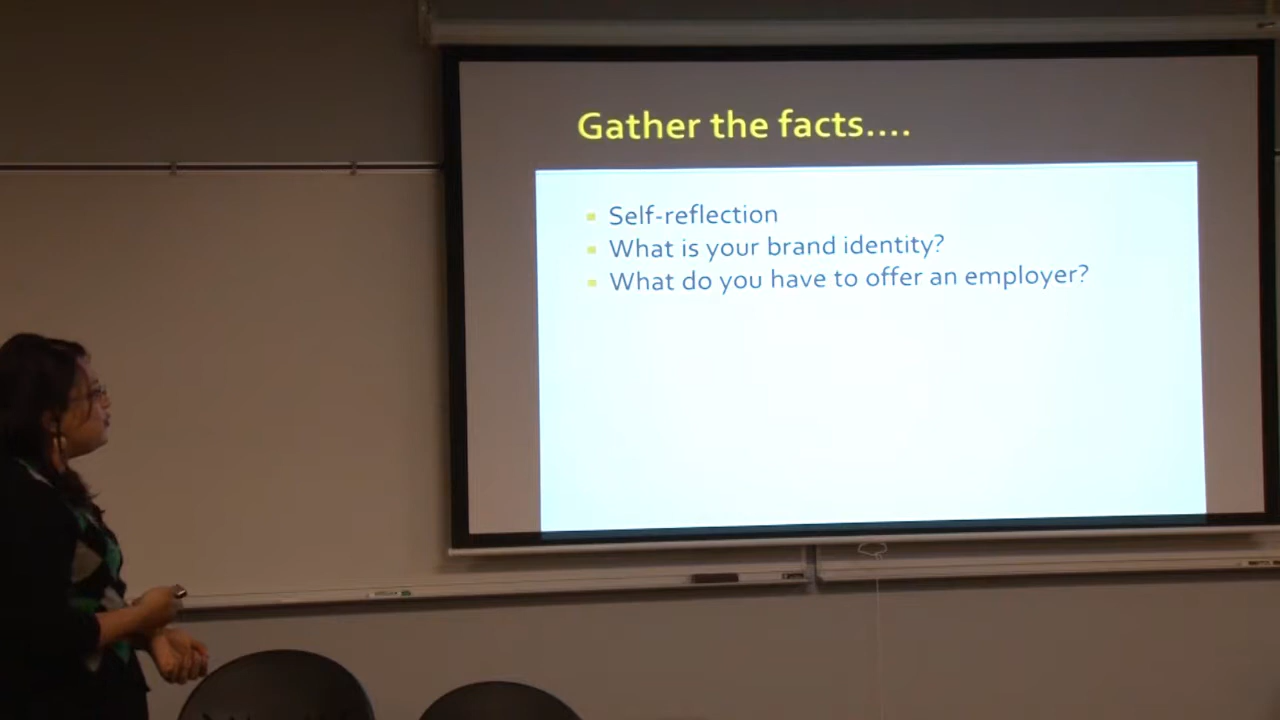 Gather the facts....
Self-reflection
What is your brand identity?
What do you have to offer an employer?